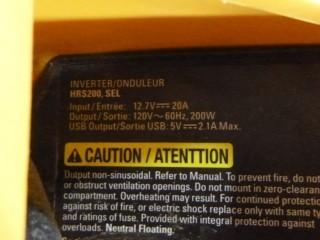 INVERTER/ONDULEUR
HRS200, SEL
Input/Entrée: 12.7V⎓ 20A
Output/Sortie: 120V~ 60Hz, 200W
USB Output/Sortie USB: 5V⎓ 2.1A Max.
CAUTION / ATENTTION
Output non-sinusoidal. Refer to Manual. To prevent fire, do not
or obstruct ventilation openings. Do not mount in zero-clearan
compartment. Overheating may result. For continued protectio
against risk of fire, or electric shock replace only with same ty
and ratings of fuse. Provided with integral protection against
overloads. Neutral Floating.